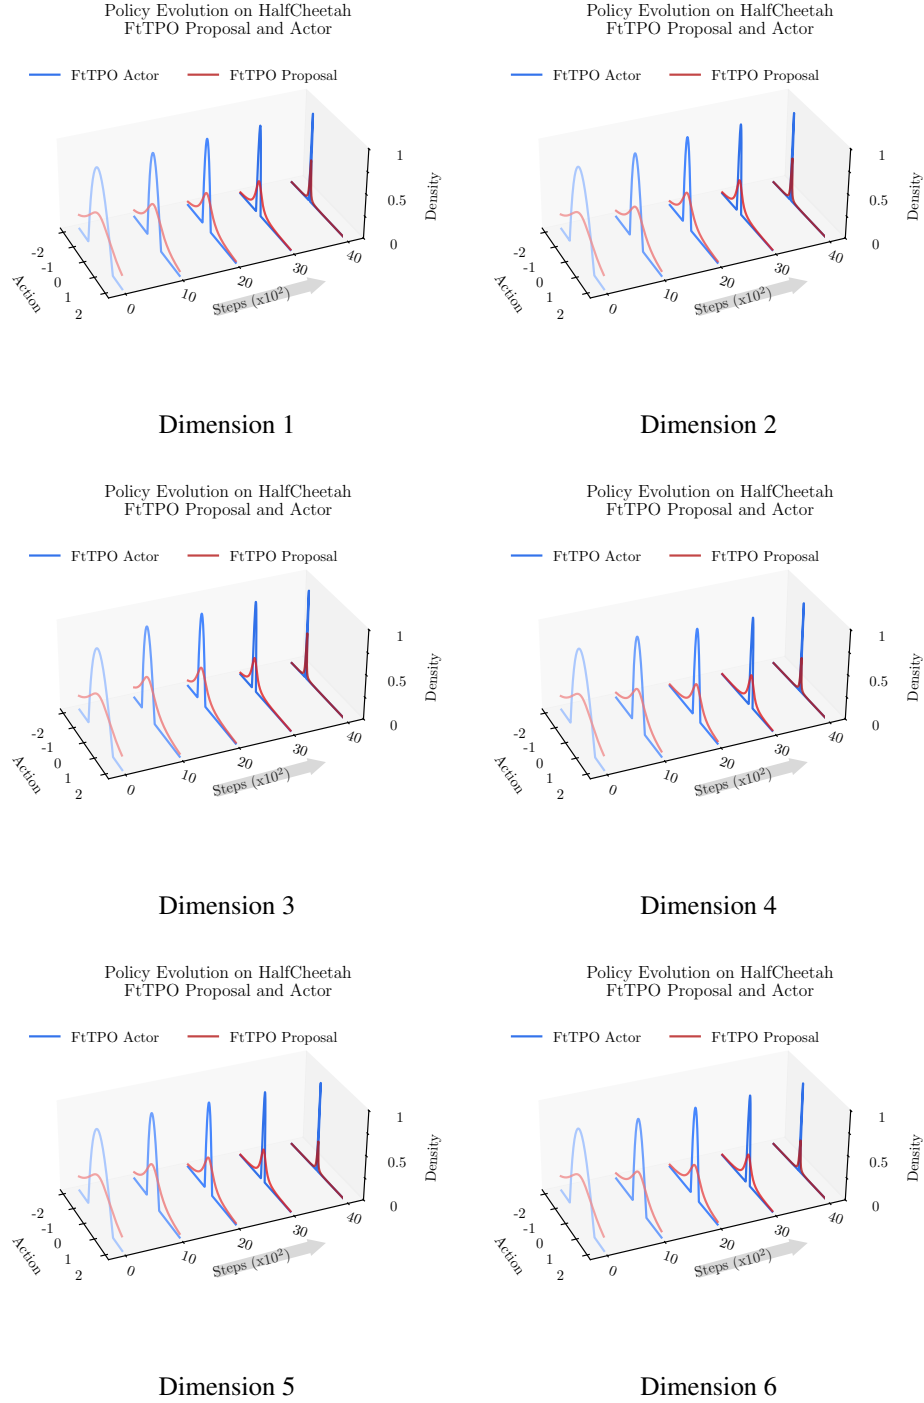 Policy Evolution on HalfCheetah
FtTPO Proposal and Actor
FtTPO Actor
FtTPO Proposal
1
0.5
0
Density
-2
-1
0
1
2
Action
0
10
20
30
40
Steps (x10²)
Dimension 1
Policy Evolution on HalfCheetah
FtTPO Proposal and Actor
FtTPO Actor
FtTPO Proposal
1
0.5
0
Density
-2
-1
0
1
2
Action
0
10
20
30
40
Steps (x10²)
Dimension 2
Policy Evolution on HalfCheetah
FtTPO Proposal and Actor
FtTPO Actor
FtTPO Proposal
1
0.5
0
Density
-2
-1
0
1
2
Action
0
10
20
30
40
Steps (x10²)
Dimension 3
Policy Evolution on HalfCheetah
FtTPO Proposal and Actor
FtTPO Actor
FtTPO Proposal
1
0.5
0
Density
-2
-1
0
1
2
Action
0
10
20
30
40
Steps (x10²)
Dimension 4
Policy Evolution on HalfCheetah
FtTPO Proposal and Actor
FtTPO Actor
FtTPO Proposal
1
0.5
0
Density
-2
-1
0
1
2
Action
0
10
20
30
40
Steps (x10²)
Dimension 5
Policy Evolution on HalfCheetah
FtTPO Proposal and Actor
FtTPO Actor
FtTPO Proposal
1
0.5
0
Density
-2
-1
0
1
2
Action
0
10
20
30
40
Steps (x10²)
Dimension 6